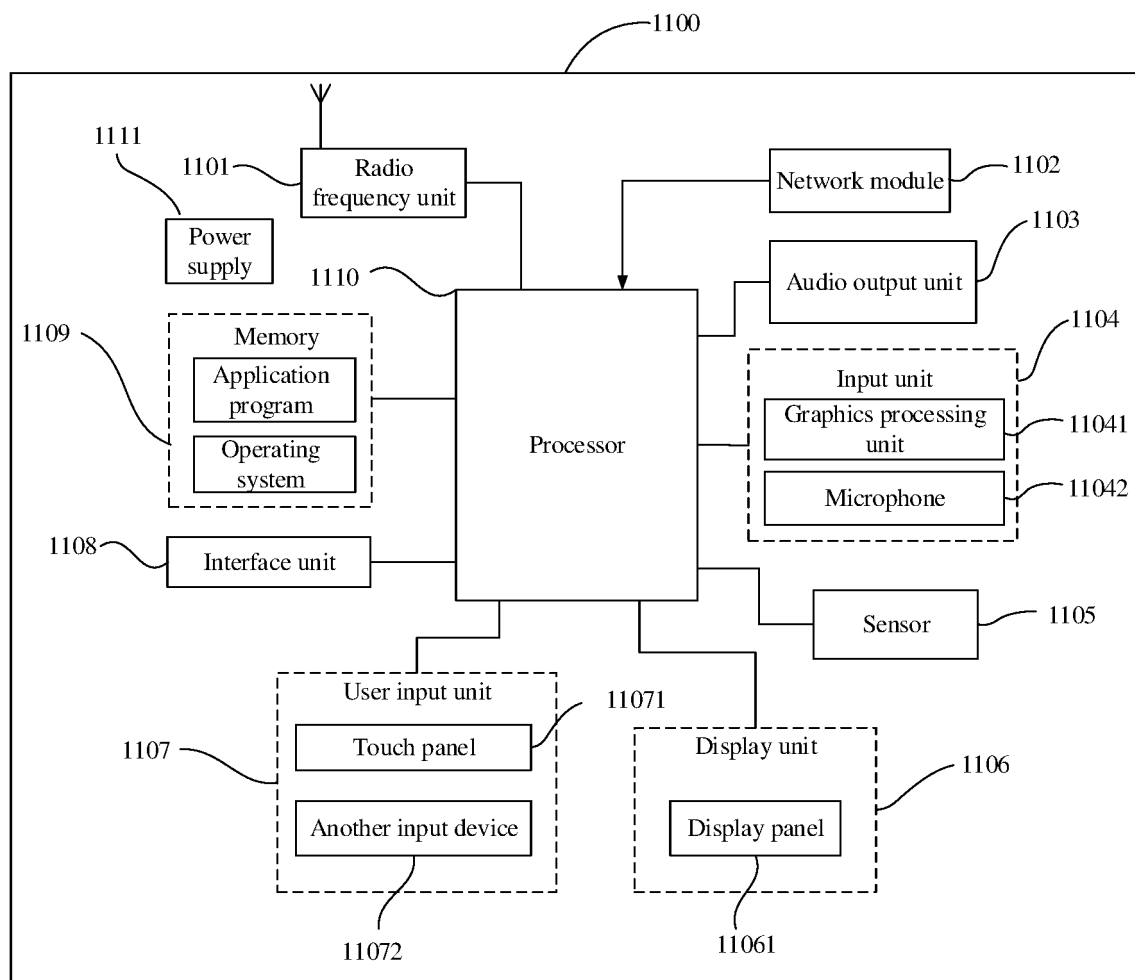 1100
1111
1101
Radio
frequency unit
Network module
1102
Power
supply
1103
Audio output unit
1110
1109
Memory
Application
program
Operating
system
Processor
1104
Input unit
Graphics processing
unit
11041
Microphone
11042
1108
Interface unit
Sensor
1105
User input unit
11071
1107
Touch panel
Another input device
11072
Display unit
1106
Display panel
11061